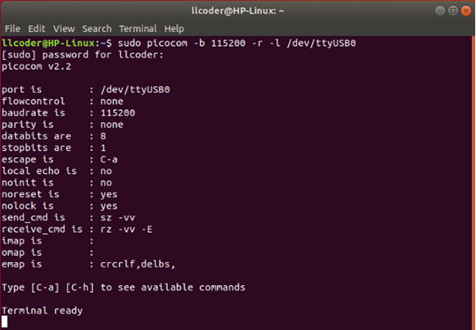 llcoder@HP-Linux: ~
File Edit View Search Terminal Help
llcoder@HP-Linux:~$ sudo picocom -b 115200 -r -l /dev/ttyUSB0
[sudo] password for llcoder:
picocom v2.2

port is        : /dev/ttyUSB0
flowcontrol    : none
baudrate is    : 115200
parity is      : none
databits are   : 8
stopbits are   : 1
escape is      : C-a
local echo is  : no
noinit is      : no
noreset is     : yes
nolock is      : yes
send_cmd is    : sz -vv
receive_cmd is : rz -vv -E
imap is        :
omap is        :
emap is        : crcrlf,delbs,

Type [C-a] [C-h] to see available commands

Terminal ready